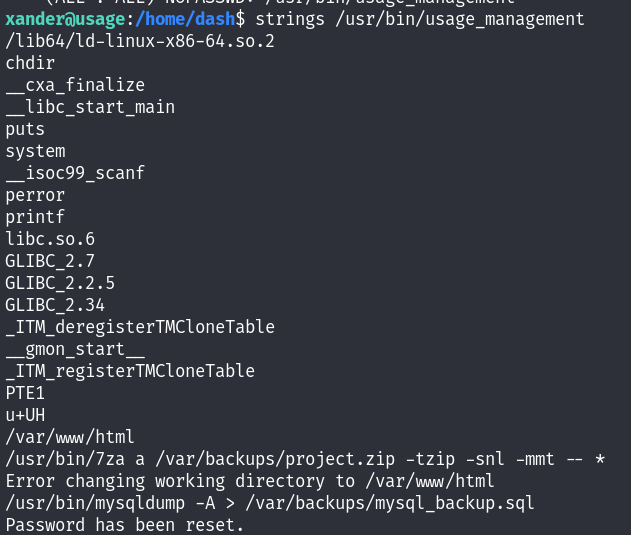 (ALL : ALL) NOPASSWD: /usr/bin/usage_management
xander@usage:/home/dash$ strings /usr/bin/usage_management
/lib64/ld-linux-x86-64.so.2
chdir
__cxa_finalize
__libc_start_main
puts
system
__isoc99_scanf
perror
printf
libc.so.6
GLIBC_2.7
GLIBC_2.2.5
GLIBC_2.34
_ITM_deregisterTMCloneTable
__gmon_start__
_ITM_registerTMCloneTable
PTE1
u+UH
/var/www/html
/usr/bin/7za a /var/backups/project.zip -tzip -snl -mmt -- *
Error changing working directory to /var/www/html
/usr/bin/mysqldump -A > /var/backups/mysql_backup.sql
Password has been reset.